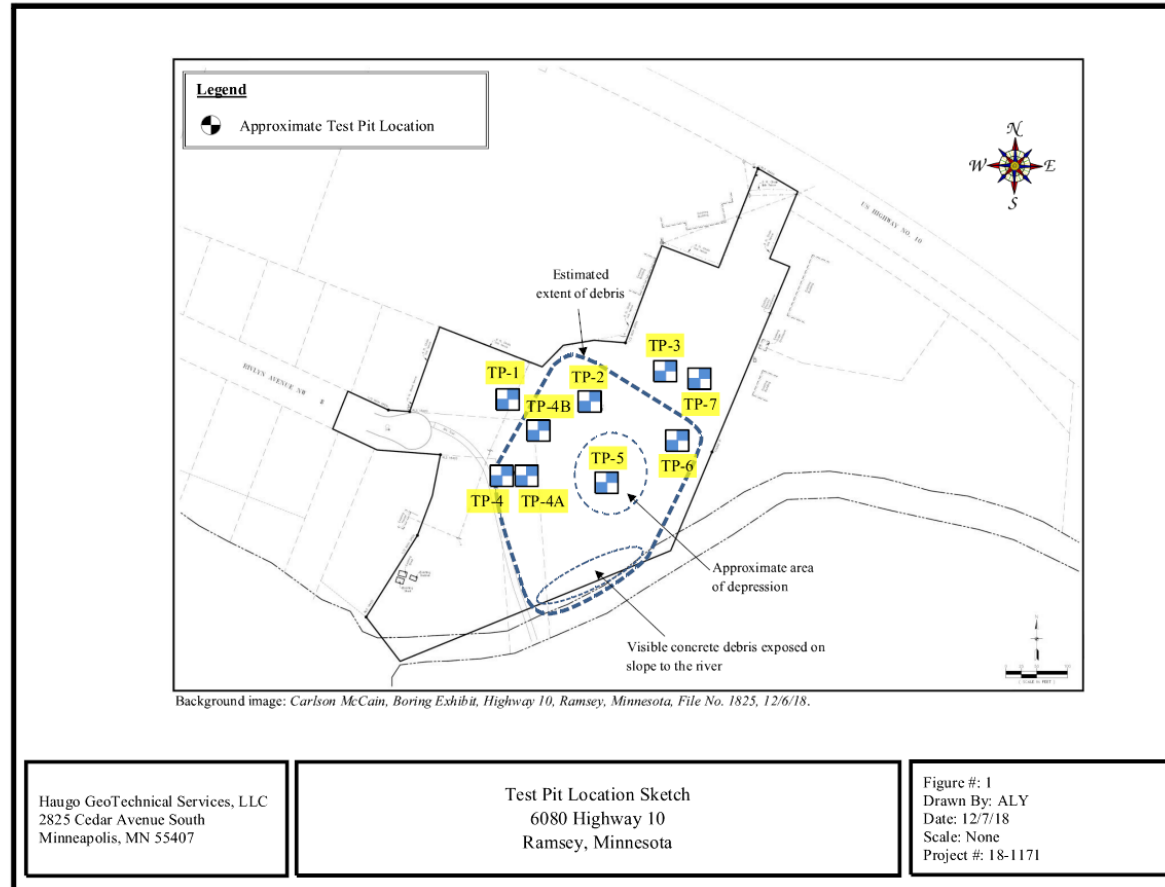 Legend
Approximate Test Pit Location
N
W
E
S
US HIGHWAY NO. 10
Estimated
extent of debris
TP-3
TP-1
TP-2
TP-7
TP-4B
TP-6
TP-5
TP-4
TP-4A
Approximate area
of depression
Visible concrete debris exposed on
slope to the river
Background image: Carlson McCain, Boring Exhibit, Highway 10, Ramsey, Minnesota, File No. 1825, 12/6/18.
Haugo GeoTechnical Services, LLC
2825 Cedar Avenue South
Minneapolis, MN 55407
Test Pit Location Sketch
6080 Highway 10
Ramsey, Minnesota
Figure #: 1
Drawn By: ALY
Date: 12/7/18
Scale: None
Project #: 18-1171